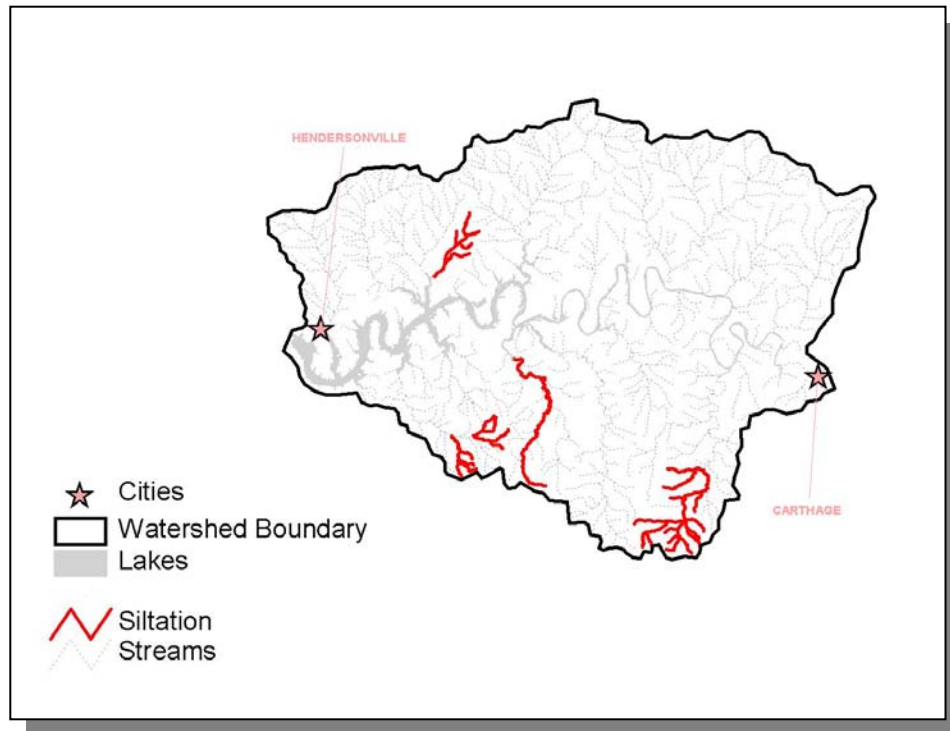 HENDERSONVILLE
Cities
Watershed Boundary
CARTHAGE
Lakes
Siltation
Streams